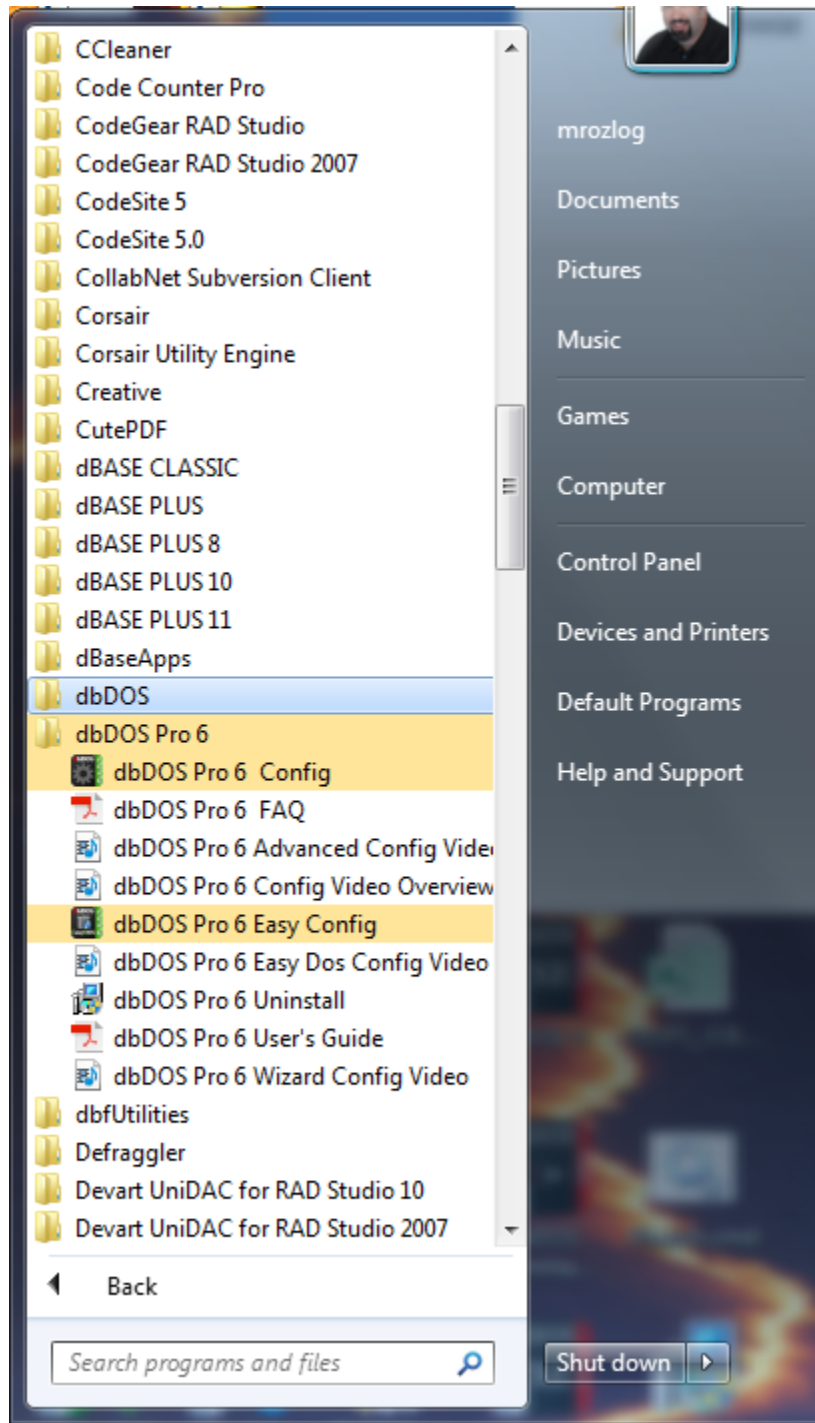 CCleaner
Code Counter Pro
CodeGear RAD Studio
CodeGear RAD Studio 2007
CodeSite 5
CodeSite 5.0
CollabNet Subversion Client
Corsair
Corsair Utility Engine
Creative
CutePDF
dBASE CLASSIC
dBASE PLUS
dBASE PLUS 8
dBASE PLUS 10
dBASE PLUS 11
dBaseApps
dbDOS
dbDOS Pro 6
dbDOS Pro 6  Config
dbDOS Pro 6  FAQ
dbDOS Pro 6 Advanced Config
dbDOS Pro 6 Config Video Overview
dbDOS Pro 6 Easy Config
dbDOS Pro 6 Easy Dos Config Video
dbDOS Pro 6 Uninstall
dbDOS Pro 6 User's Guide
dbDOS Pro 6 Wizard Config Video
dbfUtilities
Defraggler
Devart UniDAC for RAD Studio 10
Devart UniDAC for RAD Studio 2007
Back
Search programs and files
mrozlog
Documents
Pictures
Music
Games
Computer
Control Panel
Devices and Printers
Default Programs
Help and Support
Shut down